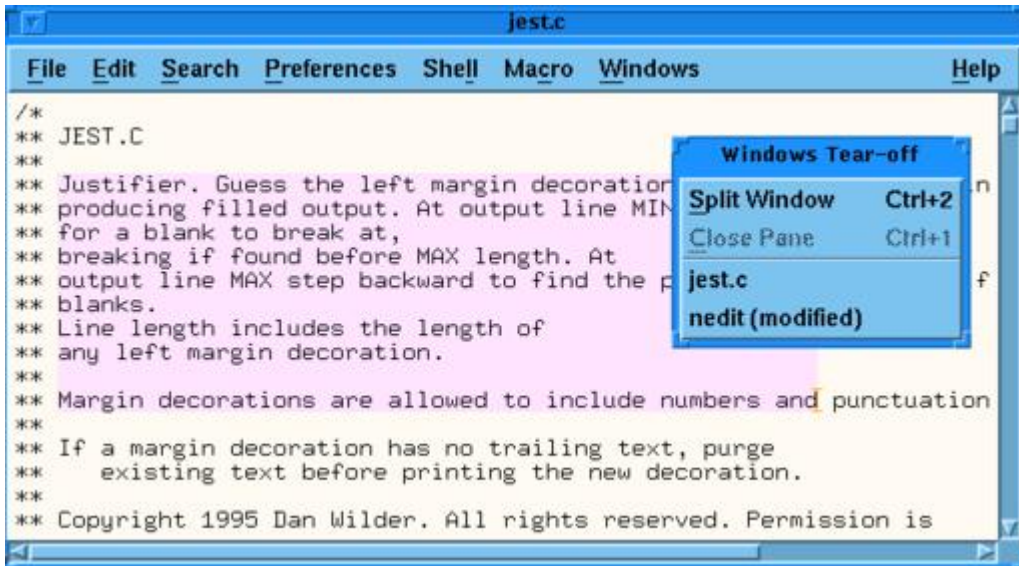 jest.c
File Edit Search Preferences Shell Macro Windows Help
/*
** JEST.C
**
** Justifier. Guess the left margin decoration n
** producing filled output. At output line MIN
** for a blank to break at,
** breaking if found before MAX length. At
** output line MAX step backward to find the p f
** blanks.
** Line length includes the length of
** any left margin decoration.
**
** Margin decorations are allowed to include numbers and punctuation
**
** If a margin decoration has no trailing text, purge
** existing text before printing the new decoration.
**
** Copyright 1995 Dan Wilder. All rights reserved. Permission is
Windows Tear-off
Split Window Ctrl+2
Close Pane Ctrl+1
jest.c
nedit (modified)